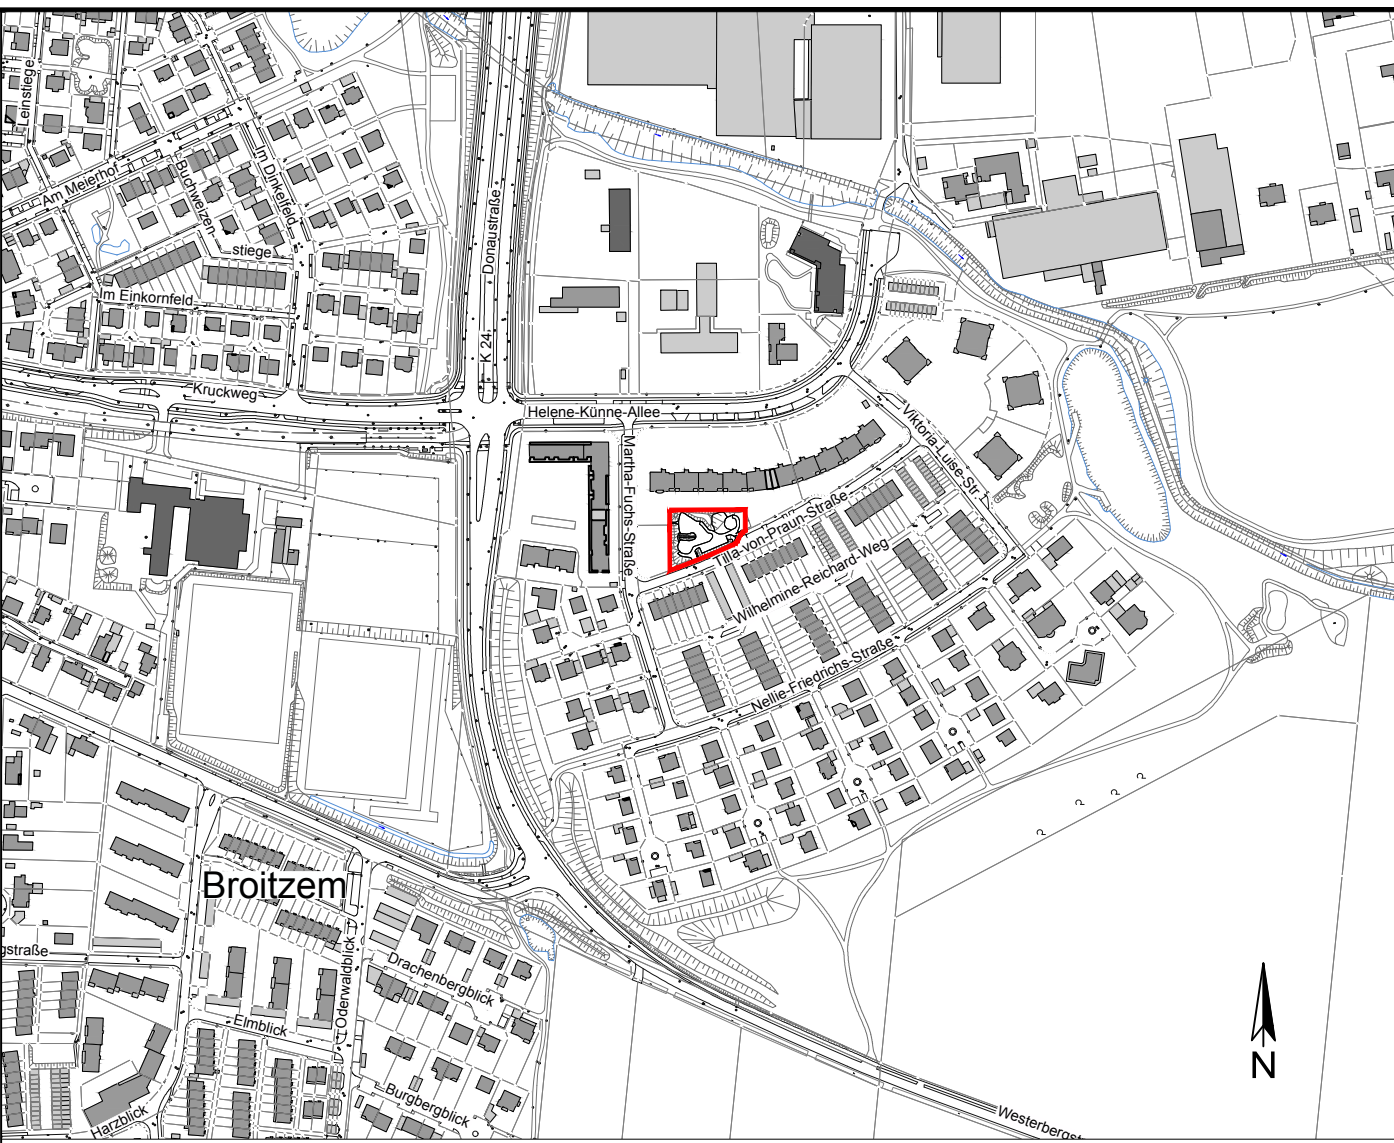 Leinstiege
Am Meierhof
Buchweizen-
stiege
Im Dinkelfeld
Im Einkornfeld
Kruckweg
K 24
Donaustraße
Helene-Künne-Allee
Martha-Fuchs-Straße
Viktoria-Luise-Str.
Tilla-von-Praun-Straße
Wilhelmine-Reichard-Weg
Nellie-Friedrichs-Straße
Broitzem
gstraße
Oderwaldblick
Drachenbergblick
Elmblick
Burgbergblick
Harzblick
Westerbergst
N